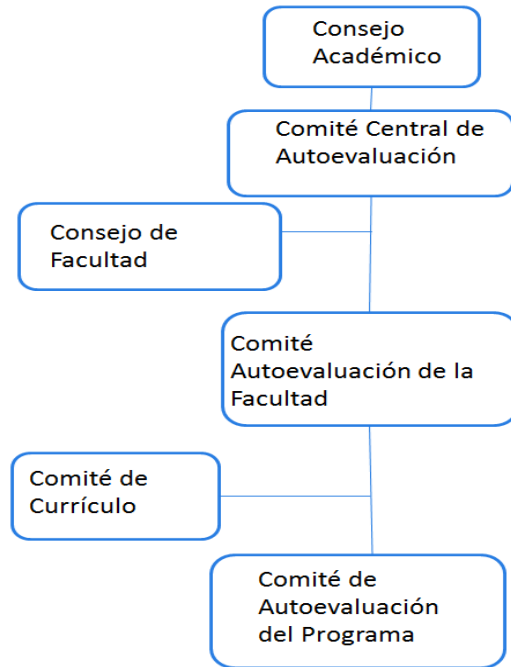 Consejo
Académico
Comité Central de
Autoevaluación
Consejo de
Facultad
Comité
Autoevaluación de la
Facultad
Comité de
Currículo
Comité de
Autoevaluación
del Programa